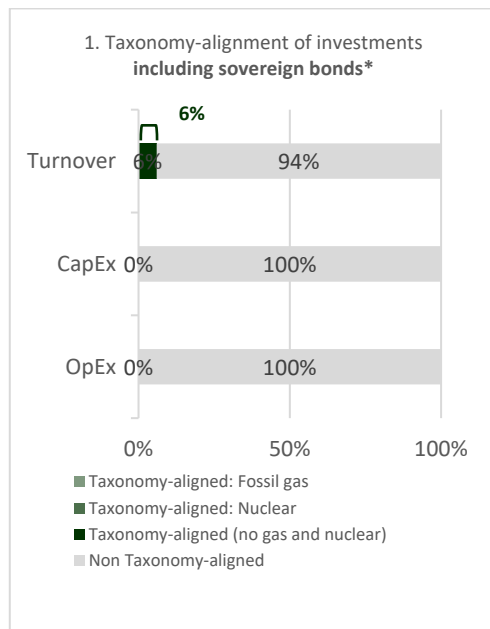 1. Taxonomy-alignment of investments
including sovereign bonds*
6%
Turnover 6% 94%
CapEx 0% 100%
OpEx 0% 100%
0% 50% 100%
Taxonomy-aligned: Fossil gas
Taxonomy-aligned: Nuclear
Taxonomy-aligned (no gas and nuclear)
Non Taxonomy-aligned